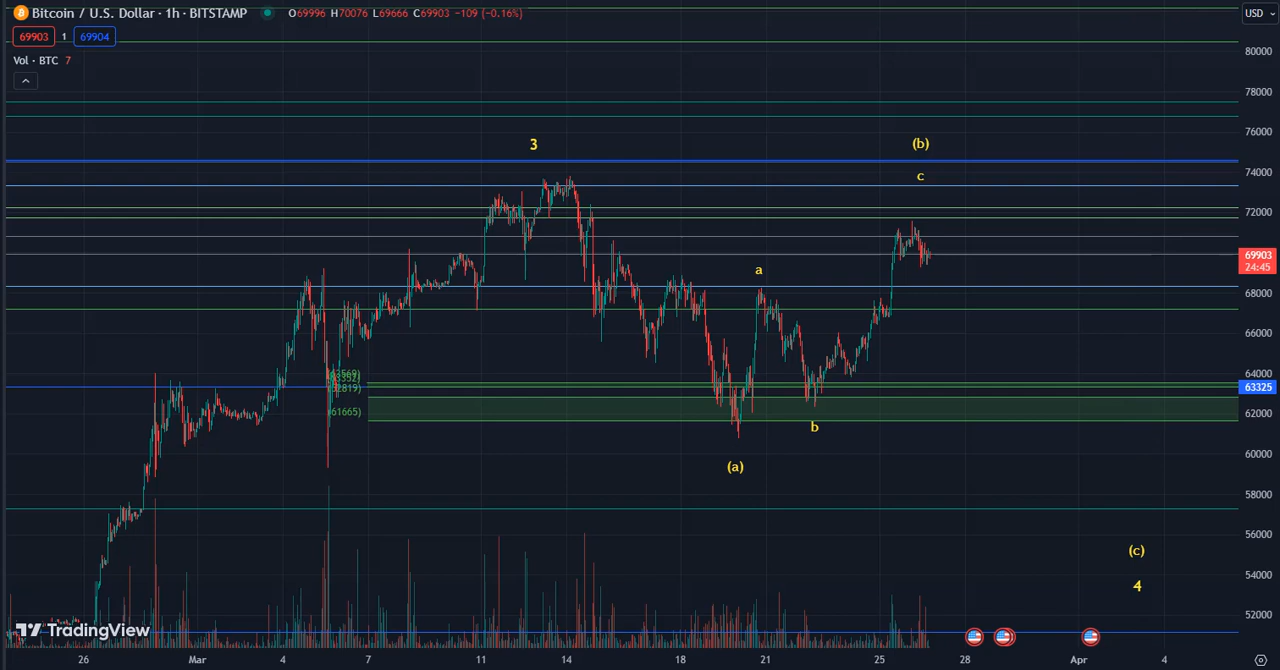 Bitcoin / U.S. Dollar · 1h · BITSTAMP O69996 H70076 L69666 C69903 −109 (−0.16%) USD
69903 1 69904
80000
Vol · BTC 7
78000
76000
3 (b)
74000
c
72000
69903
24:45
a
68000
66000
64000
63325
(61665)
62000
b
60000
(a)
58000
56000
(c)
54000
4
52000
TradingView
26 Mar 4 7 11 14 18 21 25 28 Apr 4